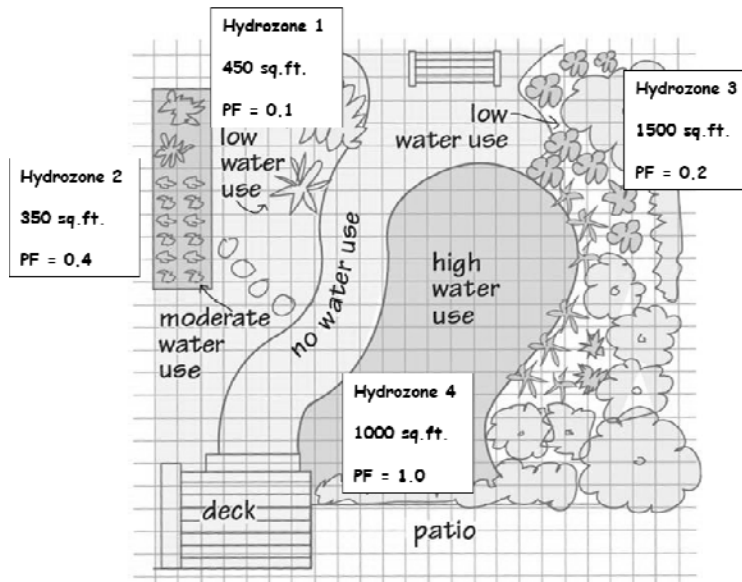 Hydrozone 1
450 sq.ft.
PF = 0.1
low
water
use
Hydrozone 2
350 sq.ft.
PF = 0.4
moderate
water
use
no water use
low
water use
Hydrozone 3
1500 sq.ft.
PF = 0.2
high
water
use
Hydrozone 4
1000 sq.ft.
PF = 1.0
deck
patio